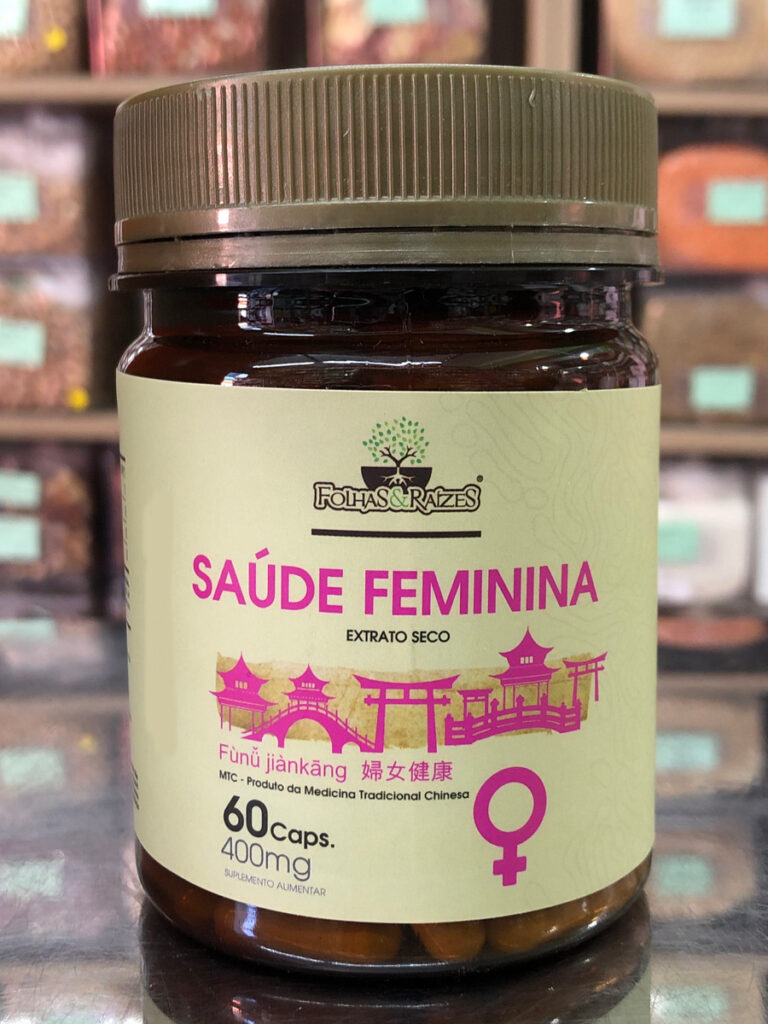 FOLHAS&RAÍZES®
SAÚDE FEMININA
EXTRATO SECO
Fùnǚ jiànkāng 婦女健康
MTC - Produto da Medicina Tradicional Chinesa
60Caps.
400mg
SUPLEMENTO ALIMENTAR